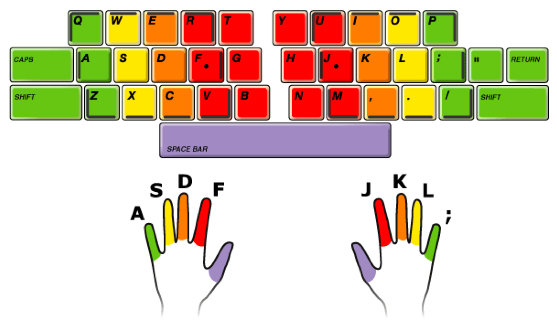 Q W E R T Y U I O P
CAPS A S D F G H J K L ; " RETURN
SHIFT Z X C V B N M , . / SHIFT
SPACE BAR
A S D F J K L ;